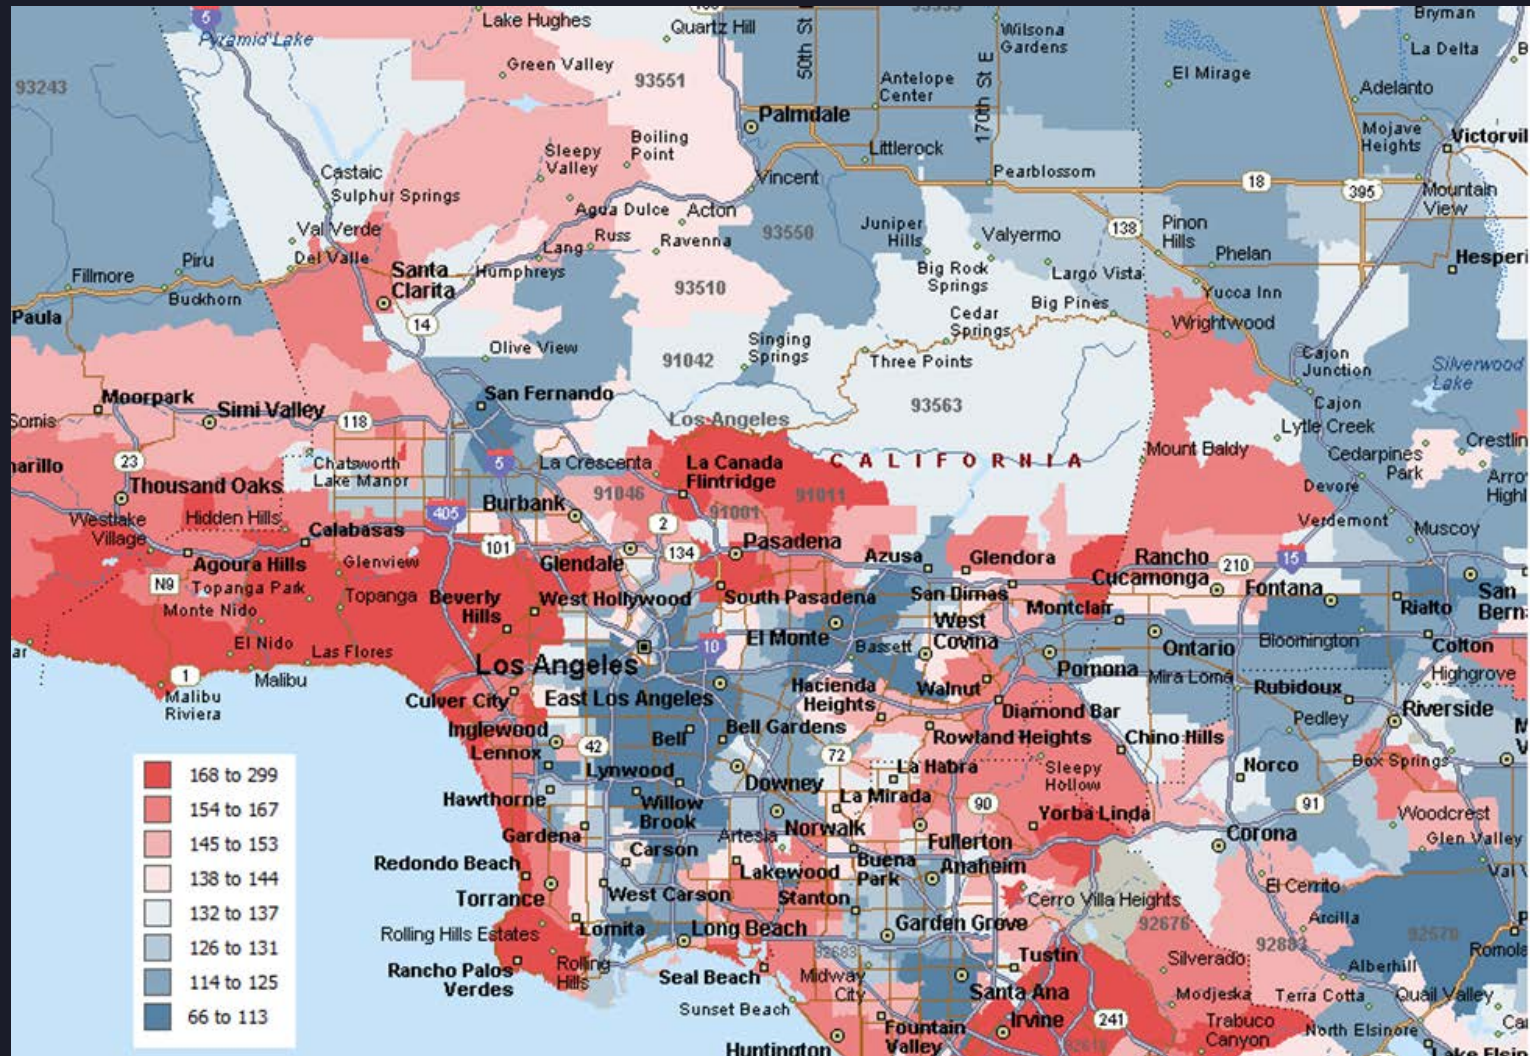 5
Pyramid Lake
Lake Hughes
Quartz Hill
50th St E
Wilsona
Gardens
Bryman
La Delta
93243
Green Valley
93551
Antelope
Center
170th St E
El Mirage
Adelanto
Palmdale
Mojave
Heights
Sleepy
Valley
Boiling
Point
Littlerock
Castaic
Sulphur Springs
Vincent
Pearblossom
18
395
Mountain
View
Val Verde
Agua Dulce
Acton
Juniper
Hills
93550
Valyermo
138
Pinon
Hills
Lang
Russ
Ravenna
Piru
Del Valle
Santa
Clarita
Humphreys
Phelan
Fillmore
Buckhorn
93510
Big Rock
Springs
Largo Vista
Yucca Inn
Paula
14
Big Pines
Cedar
Springs
Wrightwood
Olive View
91042
Singing
Springs
Three Points
Cajon
Junction
Silverwood
Lake
Moorpark
Simi Valley
San Fernando
93563
Cajon
Somis
118
Los Angeles
Lytle Creek
23
Chatsworth
Lake Manor
5
La Crescenta
La Canada
Flintridge
CALIFORNIA
Mount Baldy
Cedarpines
Park
Thousand Oaks
91046
91011
Devore
Westlake
Village
Hidden Hills
405
Burbank
91001
Verdemont
Muscoy
Calabasas
101
2
134
Pasadena
Azusa
Glendora
Rancho
Cucamonga
210
15
Agoura Hills
Glenview
Glendale
N9
Topanga Park
Topanga
Beverly
Hills
West Hollywood
South Pasadena
San Dimas
Montclair
Fontana
Rialto
Monte Nido
El Nido
Las Flores
10
El Monte
West
Covina
Bassett
Ontario
Bloomington
Colton
Los Angeles
1
Malibu
Malibu
Riviera
Pomona
Mira Loma
Rubidoux
Highgrove
Culver City
East Los Angeles
Hacienda
Heights
Walnut
Diamond Bar
Riverside
Inglewood
Lennox
42
Bell
Bell Gardens
72
Rowland Heights
Chino Hills
Pedley
Box Springs
Lynwood
Downey
La Habra
Sleepy
Hollow
Norco
Hawthorne
Willow
Brook
La Mirada
90
Yorba Linda
91
Woodcrest
Gardena
Artesia
Norwalk
Fullerton
Corona
Glen Valley
Redondo Beach
Carson
Lakewood
Buena
Park
Anaheim
Torrance
West Carson
Stanton
Cerro Villa Heights
El Cerrito
Rolling Hills Estates
Lomita
Long Beach
Garden Grove
92676
92883
Arcilla
92570
Rancho Palos
Verdes
Rolling
Hills
Seal Beach
92683
Midway
City
Tustin
Silverado
Alberhill
Sunset Beach
Santa Ana
Modjeska
Terra Cotta
Quail Valley
Huntington
Fountain
Valley
Irvine
241
Trabuco
Canyon
North Elsinore
168 to 299
154 to 167
145 to 153
138 to 144
132 to 137
126 to 131
114 to 125
66 to 113